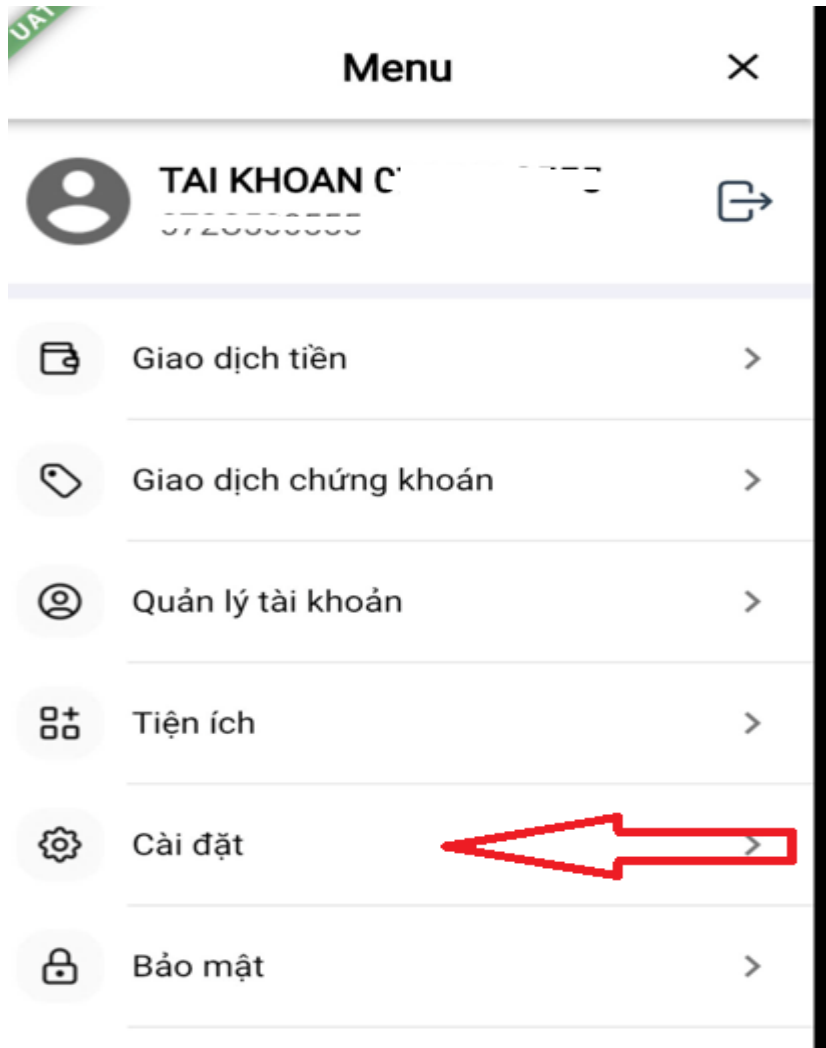 UAT
Menu
TAI KHOAN
Giao dịch tiền
Giao dịch chứng khoán
Quản lý tài khoản
Tiện ích
Cài đặt
Bảo mật